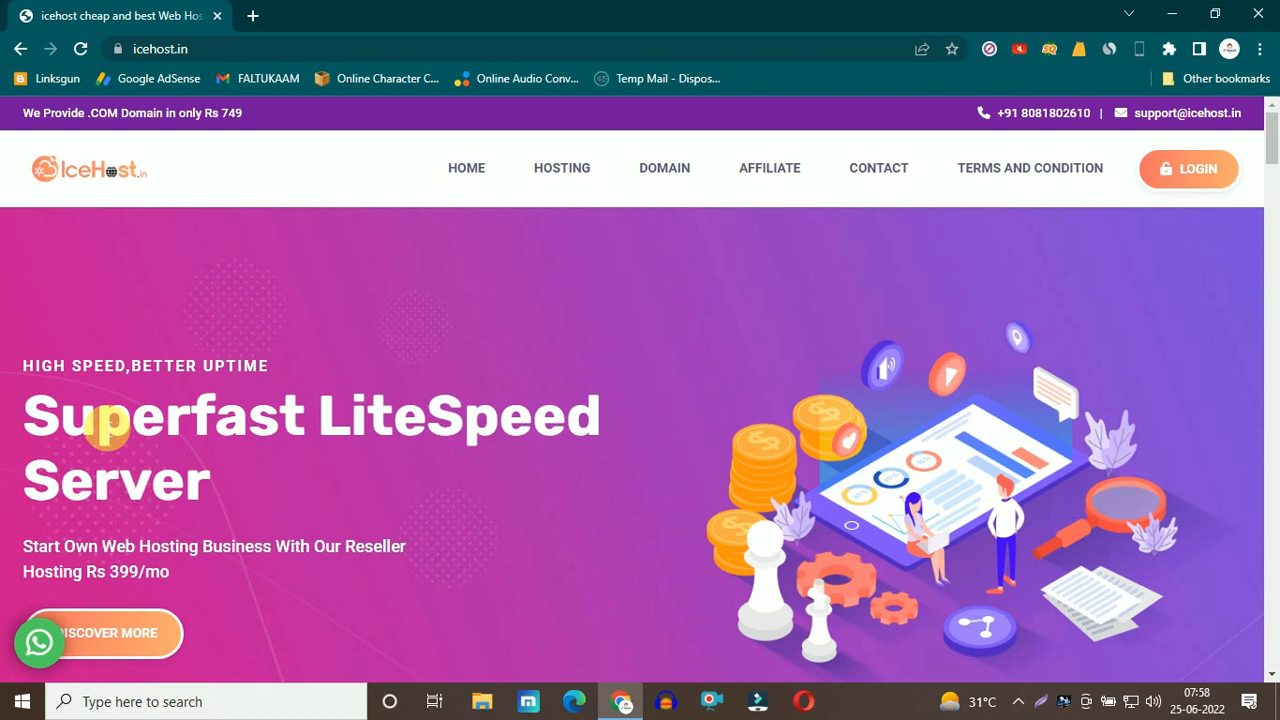 icehost cheap and best Web Hos
icehost.in
Linksgun
Google AdSense
FALTUKAAM
Online Character C...
Online Audio Conv...
Temp Mail - Dispos...
Other bookmarks
We Provide .COM Domain in only Rs 749
+91 8081802610 |
support@icehost.in
IceHost.in
HOME
HOSTING
DOMAIN
AFFILIATE
CONTACT
TERMS AND CONDITION
LOGIN
HIGH SPEED,BETTER UPTIME
Superfast LiteSpeed
Server
Start Own Web Hosting Business With Our Reseller
Hosting Rs 399/mo
DISCOVER MORE
Type here to search
31°C
07:58
25-06-2022